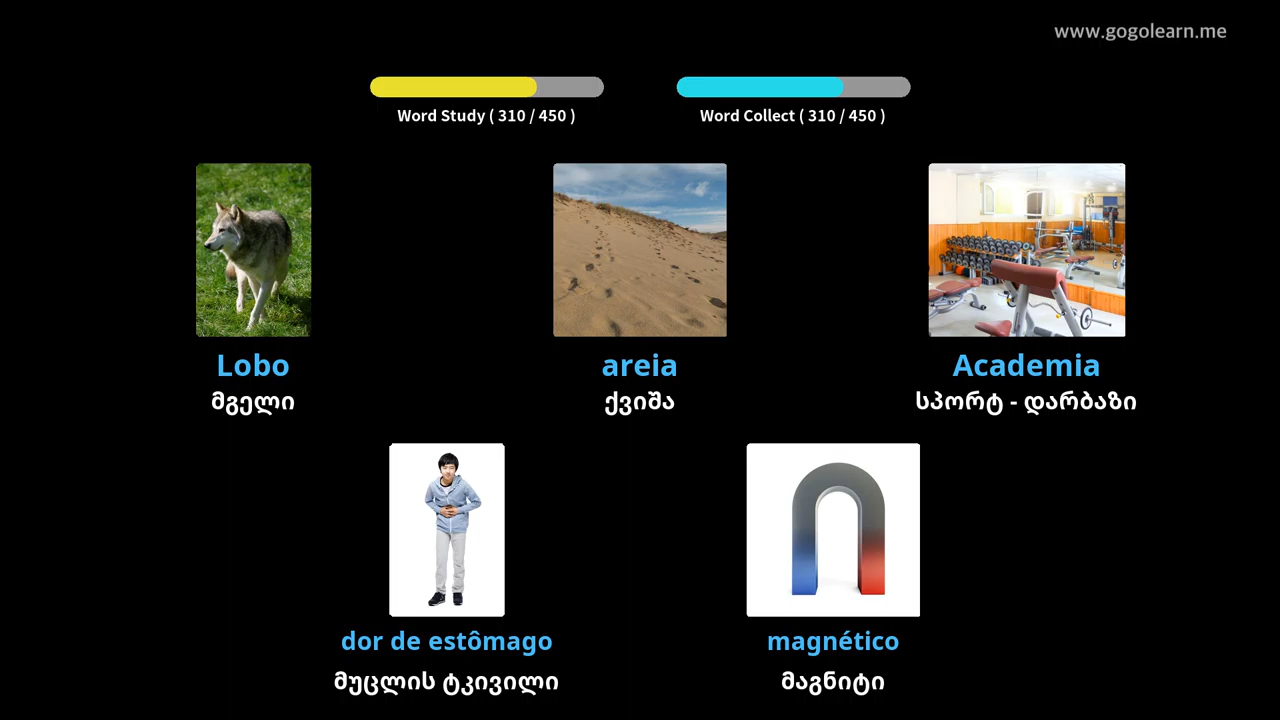 www.gogolearn.me
Word Study ( 310 / 450 )
Word Collect ( 310 / 450 )
Lobo
areia
Academia
მგელი
ქვიშა
სპორტ - დარბაზი
dor de estômago
magnético
მუცლის ტკივილი
მაგნიტი